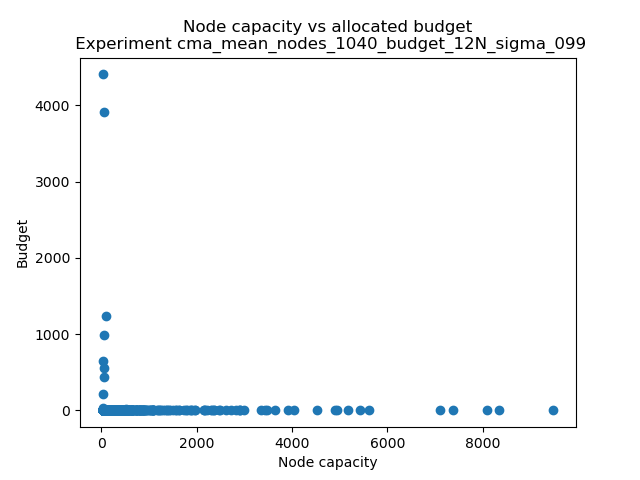 Node capacity vs allocated budget
Experiment cma_mean_nodes_1040_budget_12N_sigma_099
4000
3000
2000
1000
0
Budget
0 2000 4000 6000 8000
Node capacity